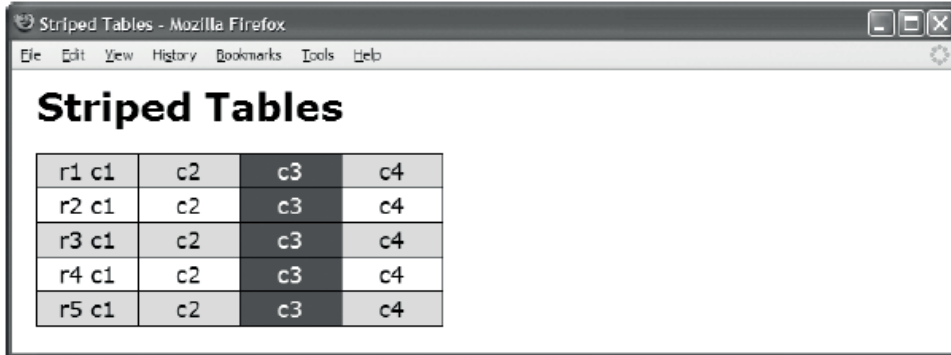 Striped Tables - Mozilla Firefox
File Edit View History Bookmarks Tools Help
Striped Tables
r1 c1 c2 c3 c4
r2 c1 c2 c3 c4
r3 c1 c2 c3 c4
r4 c1 c2 c3 c4
r5 c1 c2 c3 c4